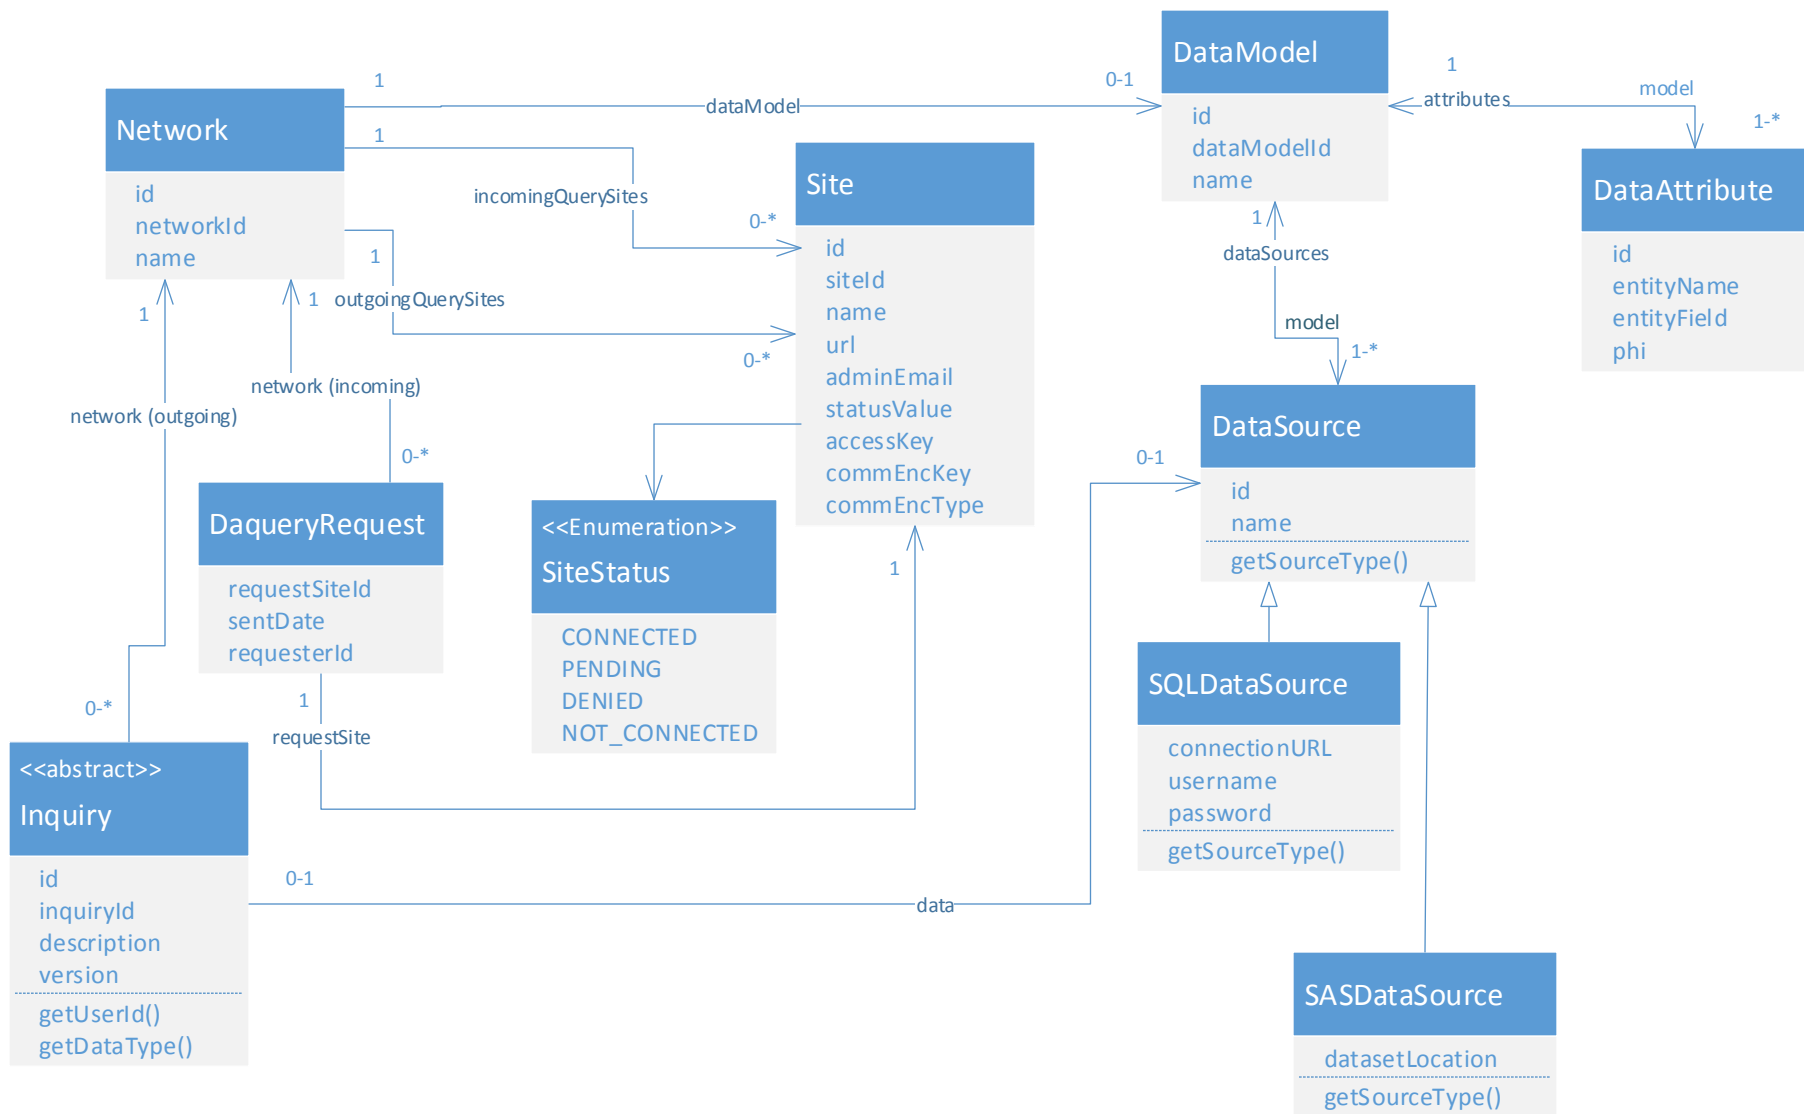 DataModel
id
dataModelId
name
1
0-1
dataModel
1
attributes
model
1-*
Network
id
networkId
name
1
incomingQuerySites
0-*
1
outgoingQuerySites
0-*
Site
id
siteId
name
url
adminEmail
statusValue
accessKey
commEncKey
commEncType
DataAttribute
id
entityName
entityField
phi
1
dataSources
model
1-*
1
network (outgoing)
0-*
1
network (incoming)
0-*
DaqueryRequest
requestSiteId
sentDate
requesterId
1
requestSite
1
<<Enumeration>>
SiteStatus
CONNECTED
PENDING
DENIED
NOT_CONNECTED
0-1
DataSource
id
name
getSourceType()
SQLDataSource
connectionURL
username
password
getSourceType()
<<abstract>>
Inquiry
id
inquiryId
description
version
getUserId()
getDataType()
0-1
data
SASDataSource
datasetLocation
getSourceType()